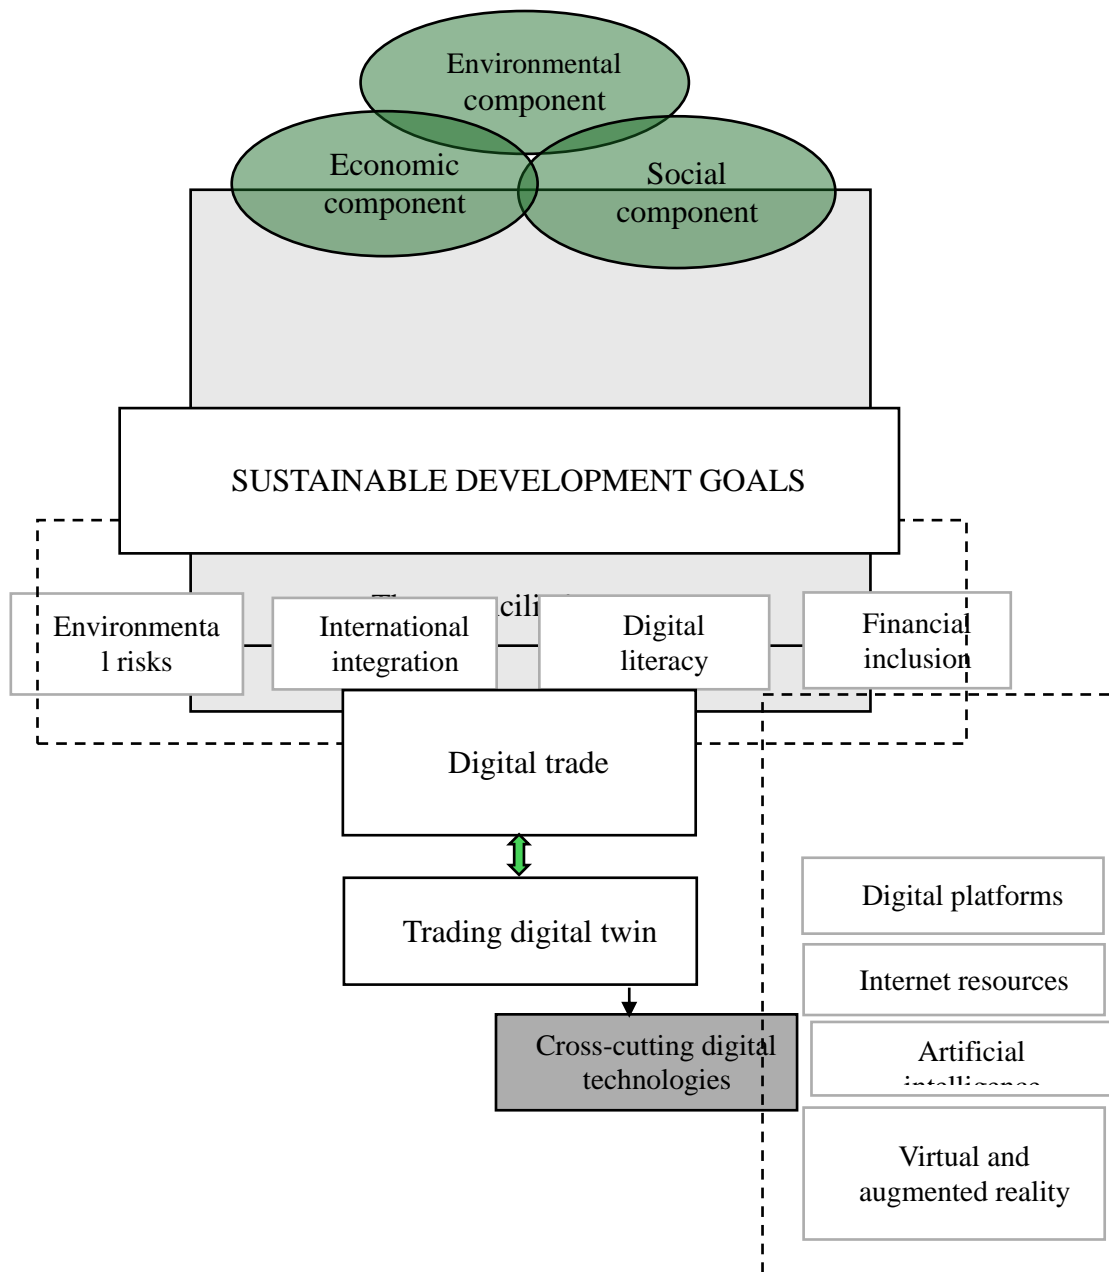 Environmental
component
Economic
component
Social
component
SUSTAINABLE DEVELOPMENT GOALS
Environmenta
l risks
International
integration
Digital
literacy
Financial
inclusion
Digital trade
Trading digital twin
Cross-cutting digital
technologies
Digital platforms
Internet resources
Artificial
intelligence
Virtual and
augmented reality